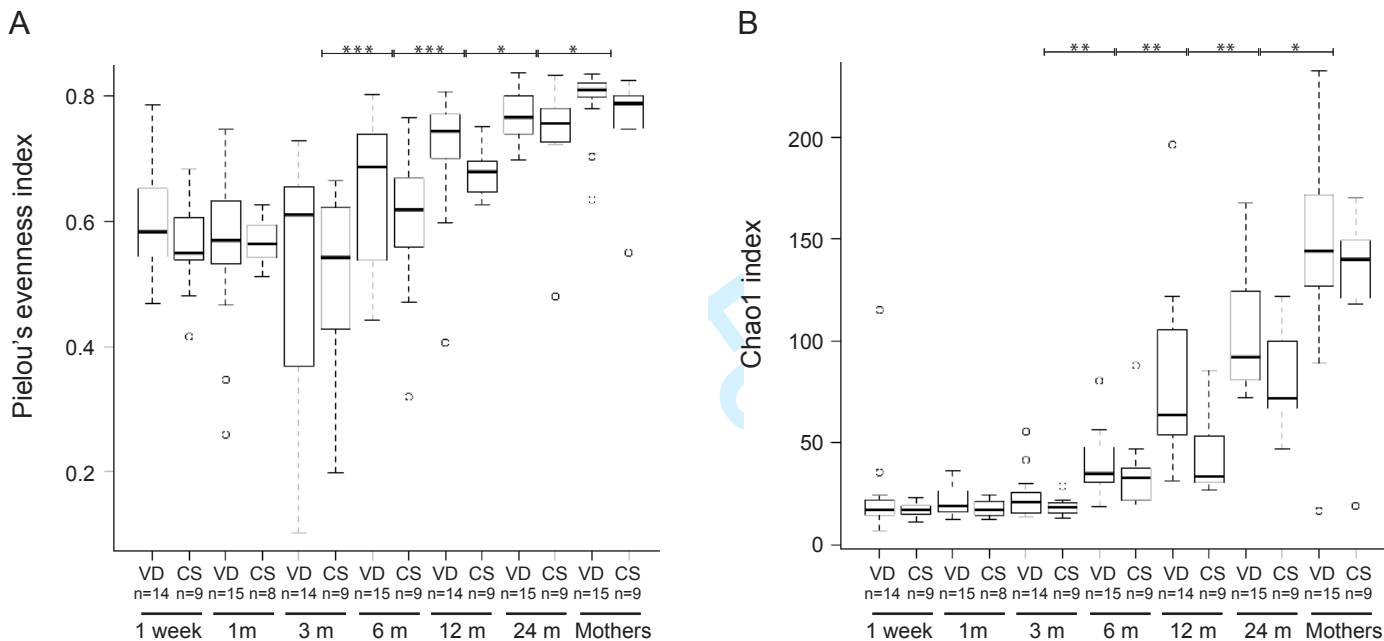 A
*** *** * *
Pielou's evenness index
0.8
0.6
0.4
0.2
VD CS VD CS VD CS VD CS VD CS VD CS VD CS
n=14 n=9 n=15 n=8 n=14 n=9 n=15 n=9 n=14 n=9 n=15 n=9 n=15 n=9
1 week 1m 3 m 6 m 12 m 24 m Mothers
B
** ** ** *
Chao1 index
200
150
100
50
0
VD CS VD CS VD CS VD CS VD CS VD CS VD CS
n=14 n=9 n=15 n=8 n=14 n=9 n=15 n=9 n=14 n=9 n=15 n=9 n=15 n=9
1 week 1m 3 m 6 m 12 m 24 m Mothers